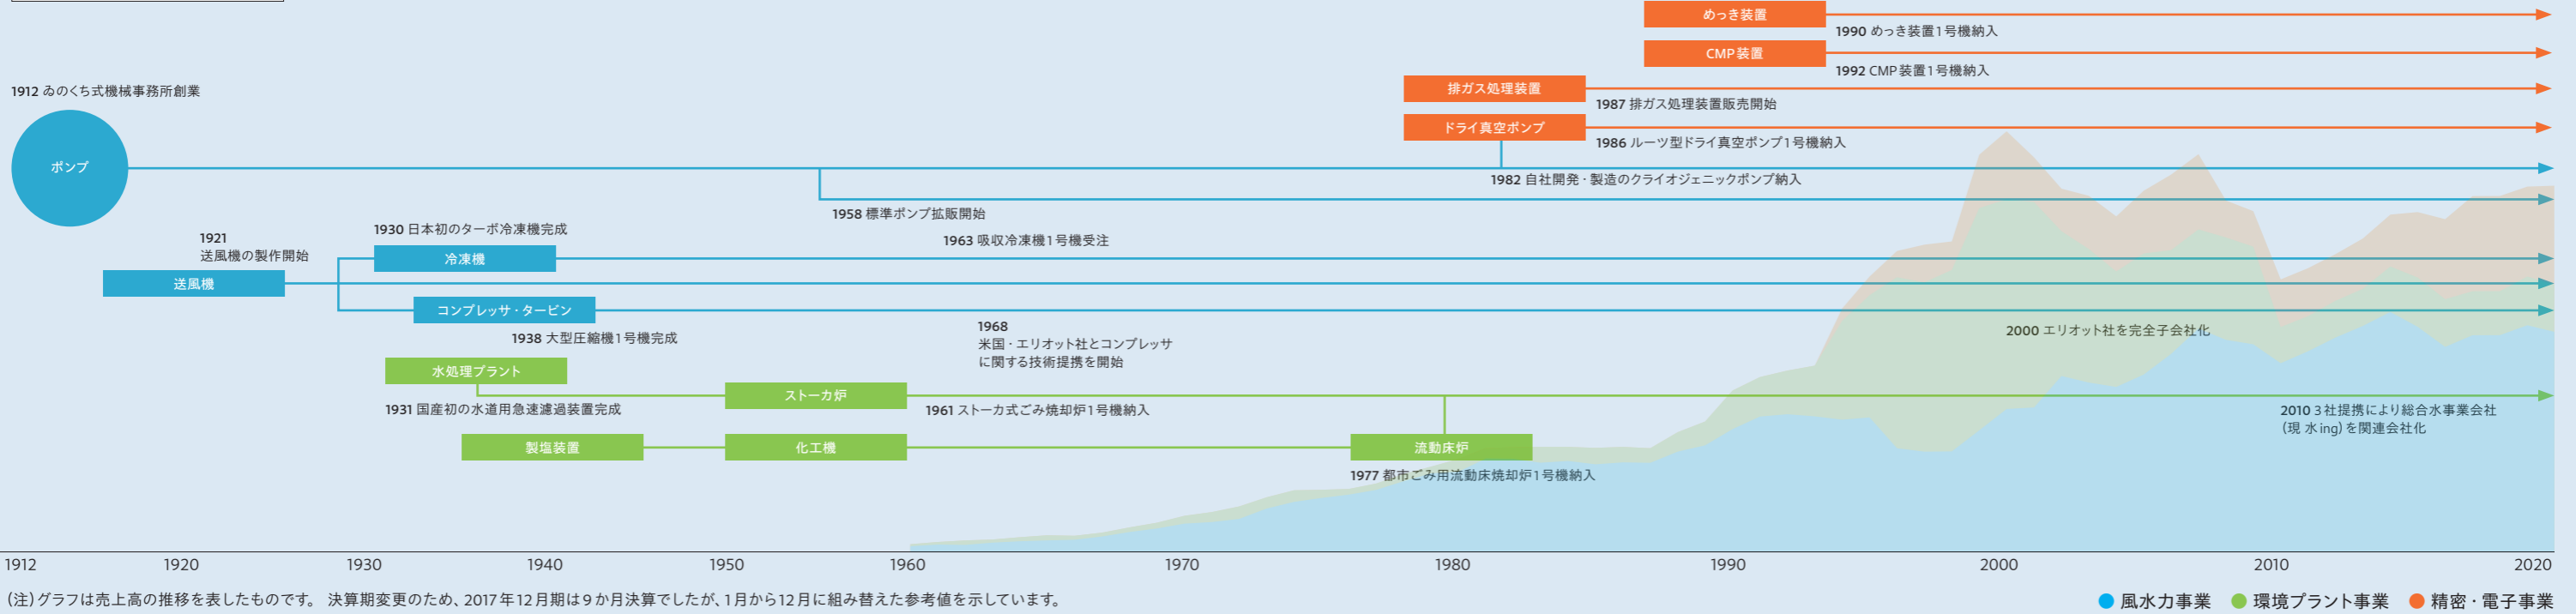 めっき装置
1990 めっき装置1号機納入
CMP装置
1992 CMP装置1号機納入
排ガス処理装置
1987 排ガス処理装置販売開始
ドライ真空ポンプ
1986 ルーツ型ドライ真空ポンプ1号機納入
1912 ゐのくち式機械事務所創業
ポンプ
1982 自社開発・製造のクライオジェニックポンプ納入
1958 標準ポンプ拡販開始
1921
送風機の製作開始
送風機
1930 日本初のターボ冷凍機完成
冷凍機
1963 吸収冷凍機1号機受注
コンプレッサ・タービン
1938 大型圧縮機1号機完成
1968
米国・エリオット社とコンプレッサ
に関する技術提携を開始
2000 エリオット社を完全子会社化
水処理プラント
1931 国産初の水道用急速濾過装置完成
ストーカ炉
1961 ストーカ式ごみ焼却炉1号機納入
2010 3社提携により総合水事業会社
(現 水ing)を関連会社化
製塩装置
化工機
流動床炉
1977 都市ごみ用流動床焼却炉1号機納入
1912 1920 1930 1940 1950 1960 1970 1980 1990 2000 2010 2020
(注)グラフは売上高の推移を表したものです。 決算期変更のため、2017年12月期は9か月決算でしたが、1月から12月に組み替えた参考値を示しています。
風水力事業 環境プラント事業 精密・電子事業